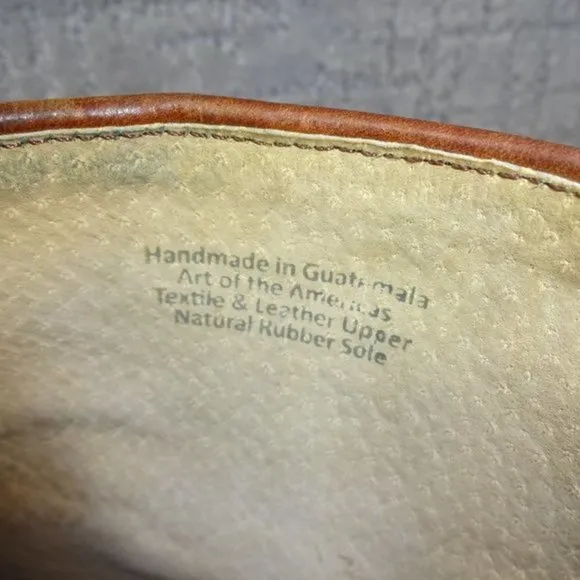 Handmade in Guatemala
Art of the Americas
Textile & Leather Upper
Natural Rubber Sole